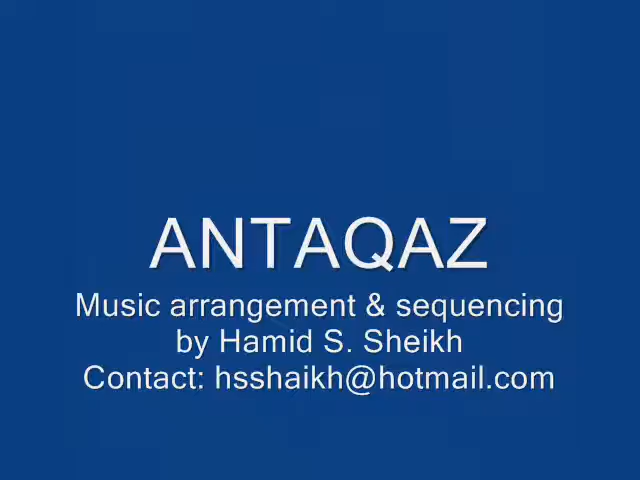 ANTAQAZ
Music arrangement & sequencing
by Hamid S. Sheikh
Contact: hsshaikh@hotmail.com